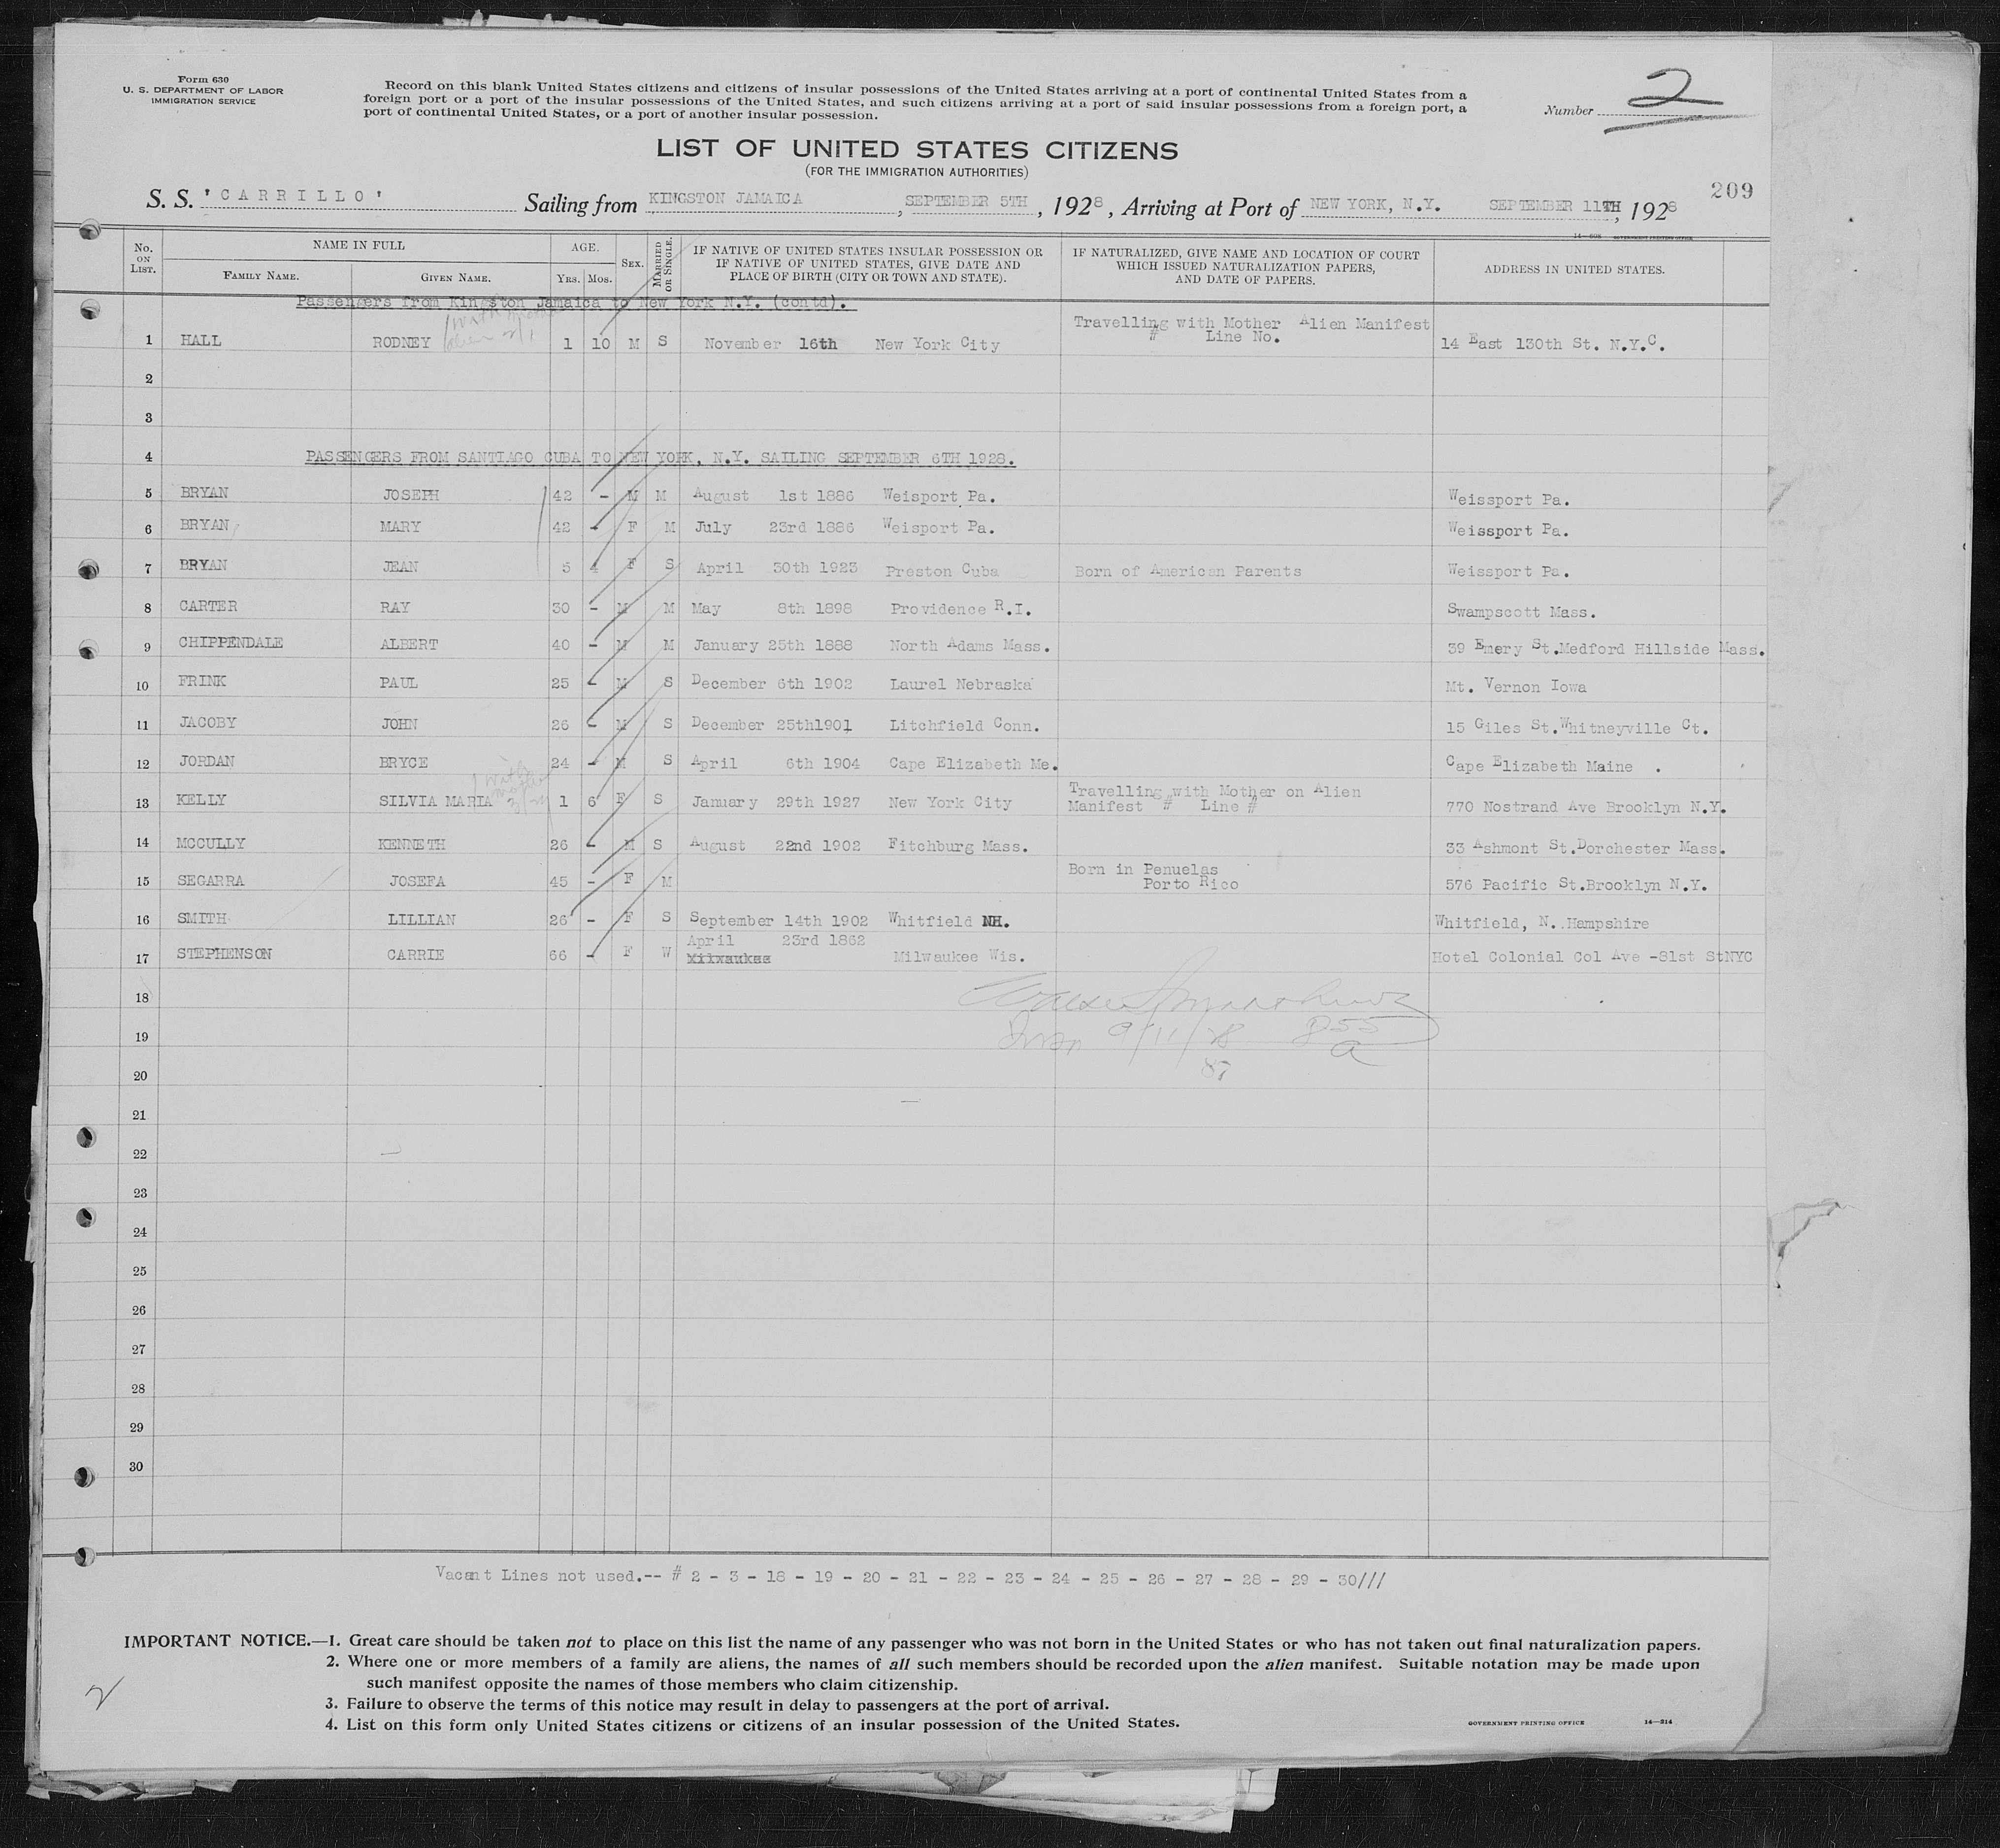 Form 630
U. S. DEPARTMENT OF LABOR
IMMIGRATION SERVICE
Record on this blank United States citizens and citizens of insular possessions of the United States arriving at a port of continental United States from a
foreign port or a port of the insular possessions of the United States, and such citizens arriving at a port of said insular possessions from a foreign port, a
port of continental United States, or a port of another insular possession.
Number 2
LIST OF UNITED STATES CITIZENS
(FOR THE IMMIGRATION AUTHORITIES)
209
S. S. 'CARRILLO' Sailing from KINGSTON JAMAICA, SEPTEMBER 5TH, 1928, Arriving at Port of NEW YORK, N.Y. SEPTEMBER 11TH, 1928
14—608 GOVERNMENT PRINTING OFFICE
No. ON LIST. NAME IN FULL FAMILY NAME. GIVEN NAME. AGE. YRS. MOS. SEX. MARRIED OR SINGLE. IF NATIVE OF UNITED STATES INSULAR POSSESSION OR IF NATIVE OF UNITED STATES, GIVE DATE AND PLACE OF BIRTH (CITY OR TOWN AND STATE). IF NATURALIZED, GIVE NAME AND LOCATION OF COURT WHICH ISSUED NATURALIZATION PAPERS, AND DATE OF PAPERS. ADDRESS IN UNITED STATES.
Passengers from Kingston Jamaica to New York N.Y. (contd).
1 HALL RODNEY 1 10 M S November 16th New York City Travelling with Mother Alien Manifest # Line No. 14 East 130th St. N.Y.C.
2
3
4 PASSENGERS FROM SANTIAGO CUBA TO NEW YORK, N.Y. SAILING SEPTEMBER 6TH 1928.
5 BRYAN JOSEPH 42 - M M August 1st 1886 Weisport Pa. Weissport Pa.
6 BRYAN MARY 42 - F M July 23rd 1886 Weisport Pa. Weissport Pa.
7 BRYAN JEAN 5 4 F S April 30th 1923 Preston Cuba Born of American Parents Weissport Pa.
8 CARTER RAY 30 - M M May 8th 1898 Providence R.I. Swampscott Mass.
9 CHIPPENDALE ALBERT 40 - M M January 25th 1888 North Adams Mass. 39 Emery St.Medford Hillside Mass.
10 FRINK PAUL 25 - M S December 6th 1902 Laurel Nebraska Mt. Vernon Iowa
11 JACOBY JOHN 26 - M S December 25th1901 Litchfield Conn. 15 Giles St.Whitneyville Ct.
12 JORDAN BRYCE 24 - M S April 6th 1904 Cape Elizabeth Me. Cape Elizabeth Maine .
13 KELLY SILVIA MARIA with mother 1 6 F S January 29th 1927 New York City Travelling with Mother on Alien Manifest # Line # 770 Nostrand Ave Brooklyn N.Y.
14 MCCULLY KENNETH 26 - M S August 22nd 1902 Fitchburg Mass. 33 Ashmont St.Dorchester Mass.
15 SEGARRA JOSEFA 45 - F M Born in Penuelas Porto Rico 576 Pacific St.Brooklyn N.Y.
16 SMITH LILLIAN 26 - F S September 14th 1902 Whitfield NH. Whitfield, N. Hampshire
17 STEPHENSON CARRIE 66 - F W April 23rd 1862 Milwaukee Milwaukee Wis. Hotel Colonial Col Ave -81st StNYC
18
19 9/11/28
20
21
22
23
24
25
26
27
28
29
30
Vacant Lines not used.-- # 2 - 3 - 18 - 19 - 20 - 21 - 22 - 23 - 24 - 25 - 26 - 27 - 28 - 29 - 30///
IMPORTANT NOTICE.—1. Great care should be taken not to place on this list the name of any passenger who was not born in the United States or who has not taken out final naturalization papers.
2. Where one or more members of a family are aliens, the names of all such members should be recorded upon the alien manifest. Suitable notation may be made upon
such manifest opposite the names of those members who claim citizenship.
3. Failure to observe the terms of this notice may result in delay to passengers at the port of arrival.
4. List on this form only United States citizens or citizens of an insular possession of the United States.
GOVERNMENT PRINTING OFFICE 14—314
2